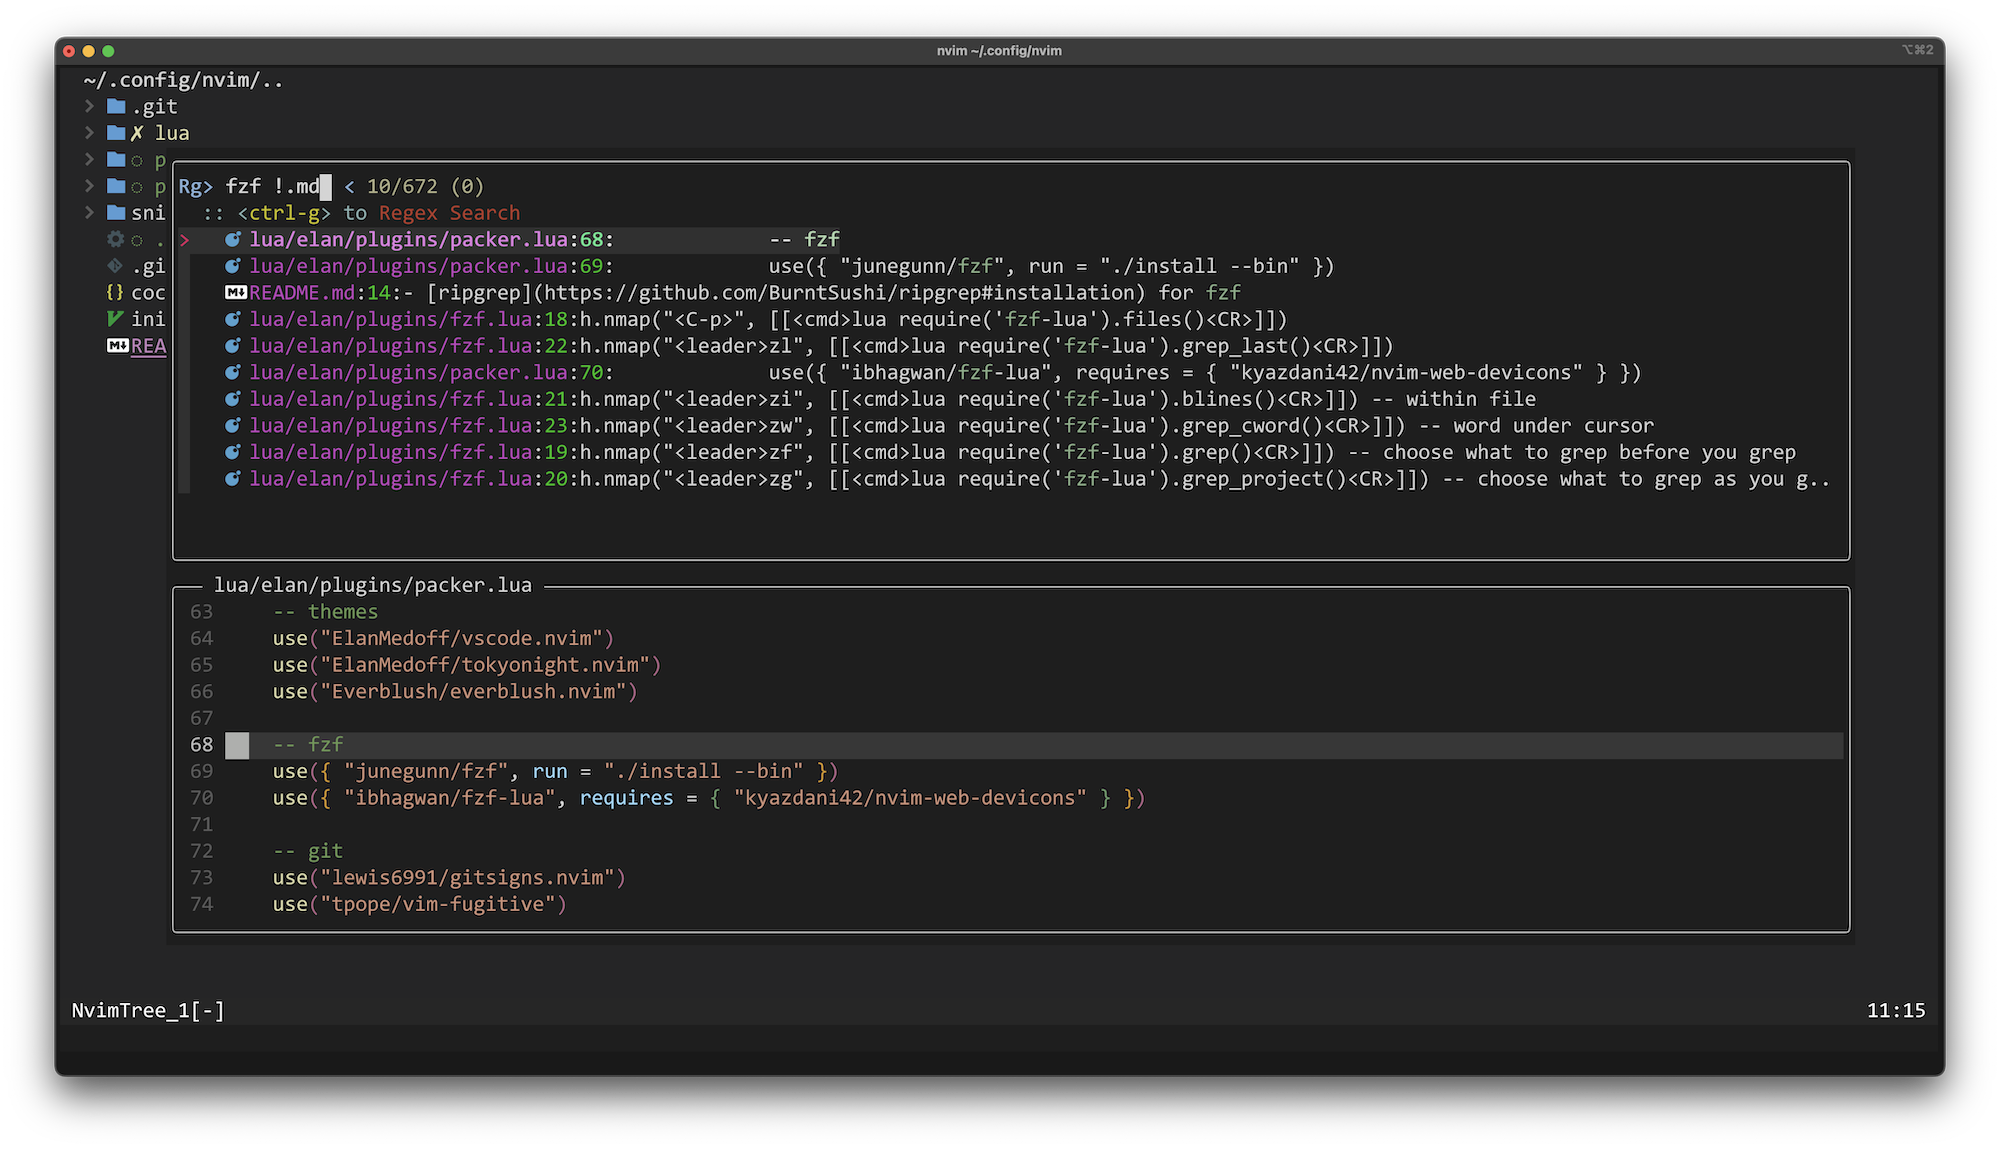 nvim ~/.config/nvim
⌥⌘2
~/.config/nvim/..
.git
✗ lua
p
p
sni
.
.gi
{} coc
ini
M↓ REA
Rg> fzf !.md < 10/672 (0)
:: <ctrl-g> to Regex Search
> lua/elan/plugins/packer.lua:68:             -- fzf
lua/elan/plugins/packer.lua:69:             use({ "junegunn/fzf", run = "./install --bin" })
M↓ README.md:14:- [ripgrep](https://github.com/BurntSushi/ripgrep#installation) for fzf
lua/elan/plugins/fzf.lua:18:h.nmap("<C-p>", [[<cmd>lua require('fzf-lua').files()<CR>]])
lua/elan/plugins/fzf.lua:22:h.nmap("<leader>zl", [[<cmd>lua require('fzf-lua').grep_last()<CR>]])
lua/elan/plugins/packer.lua:70:             use({ "ibhagwan/fzf-lua", requires = { "kyazdani42/nvim-web-devicons" } })
lua/elan/plugins/fzf.lua:21:h.nmap("<leader>zi", [[<cmd>lua require('fzf-lua').blines()<CR>]]) -- within file
lua/elan/plugins/fzf.lua:23:h.nmap("<leader>zw", [[<cmd>lua require('fzf-lua').grep_cword()<CR>]]) -- word under cursor
lua/elan/plugins/fzf.lua:19:h.nmap("<leader>zf", [[<cmd>lua require('fzf-lua').grep()<CR>]]) -- choose what to grep before you grep
lua/elan/plugins/fzf.lua:20:h.nmap("<leader>zg", [[<cmd>lua require('fzf-lua').grep_project()<CR>]]) -- choose what to grep as you g..
lua/elan/plugins/packer.lua
63     -- themes
64     use("ElanMedoff/vscode.nvim")
65     use("ElanMedoff/tokyonight.nvim")
66     use("Everblush/everblush.nvim")
67
68     -- fzf
69     use({ "junegunn/fzf", run = "./install --bin" })
70     use({ "ibhagwan/fzf-lua", requires = { "kyazdani42/nvim-web-devicons" } })
71
72     -- git
73     use("lewis6991/gitsigns.nvim")
74     use("tpope/vim-fugitive")
NvimTree_1[-]
11:15